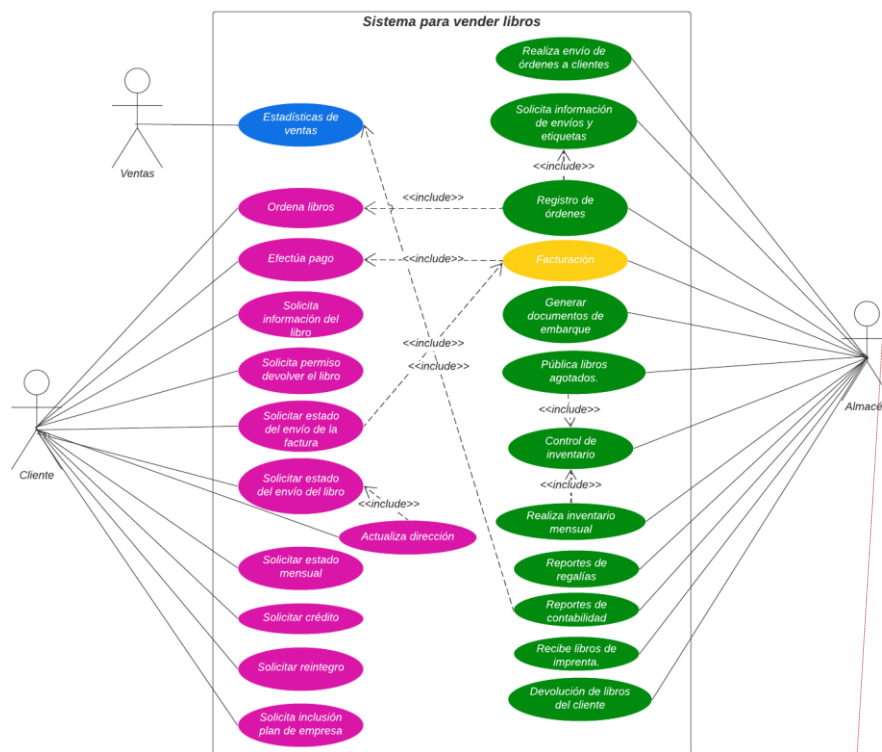 Sistema para vender libros
Realiza envío de
órdenes a clientes
Estadísticas de
ventas
Solicita información
de envíos y
etiquetas
Ventas
<<include>>
Ordena libros
<<include>>
Registro de
órdenes
Efectúa pago
<<include>>
Facturación
Solicita
información del
libro
Generar
documentos de
embarque
<<include>>
<<include>>
Solicita permiso
devolver el libro
Pública libros
agotados.
Almacé
<<include>>
Solicitar estado
del envío de la
factura
Control de
inventario
Cliente
Solicitar estado
del envío del libro
<<include>>
<<include>>
Actualiza dirección
Realiza inventario
mensual
Solicitar estado
mensual
Reportes de
regalías
Solicitar crédito
Reportes de
contabilidad
Solicitar reintegro
Recibe libros de
imprenta.
Solicita inclusión
plan de empresa
Devolución de libros
del cliente